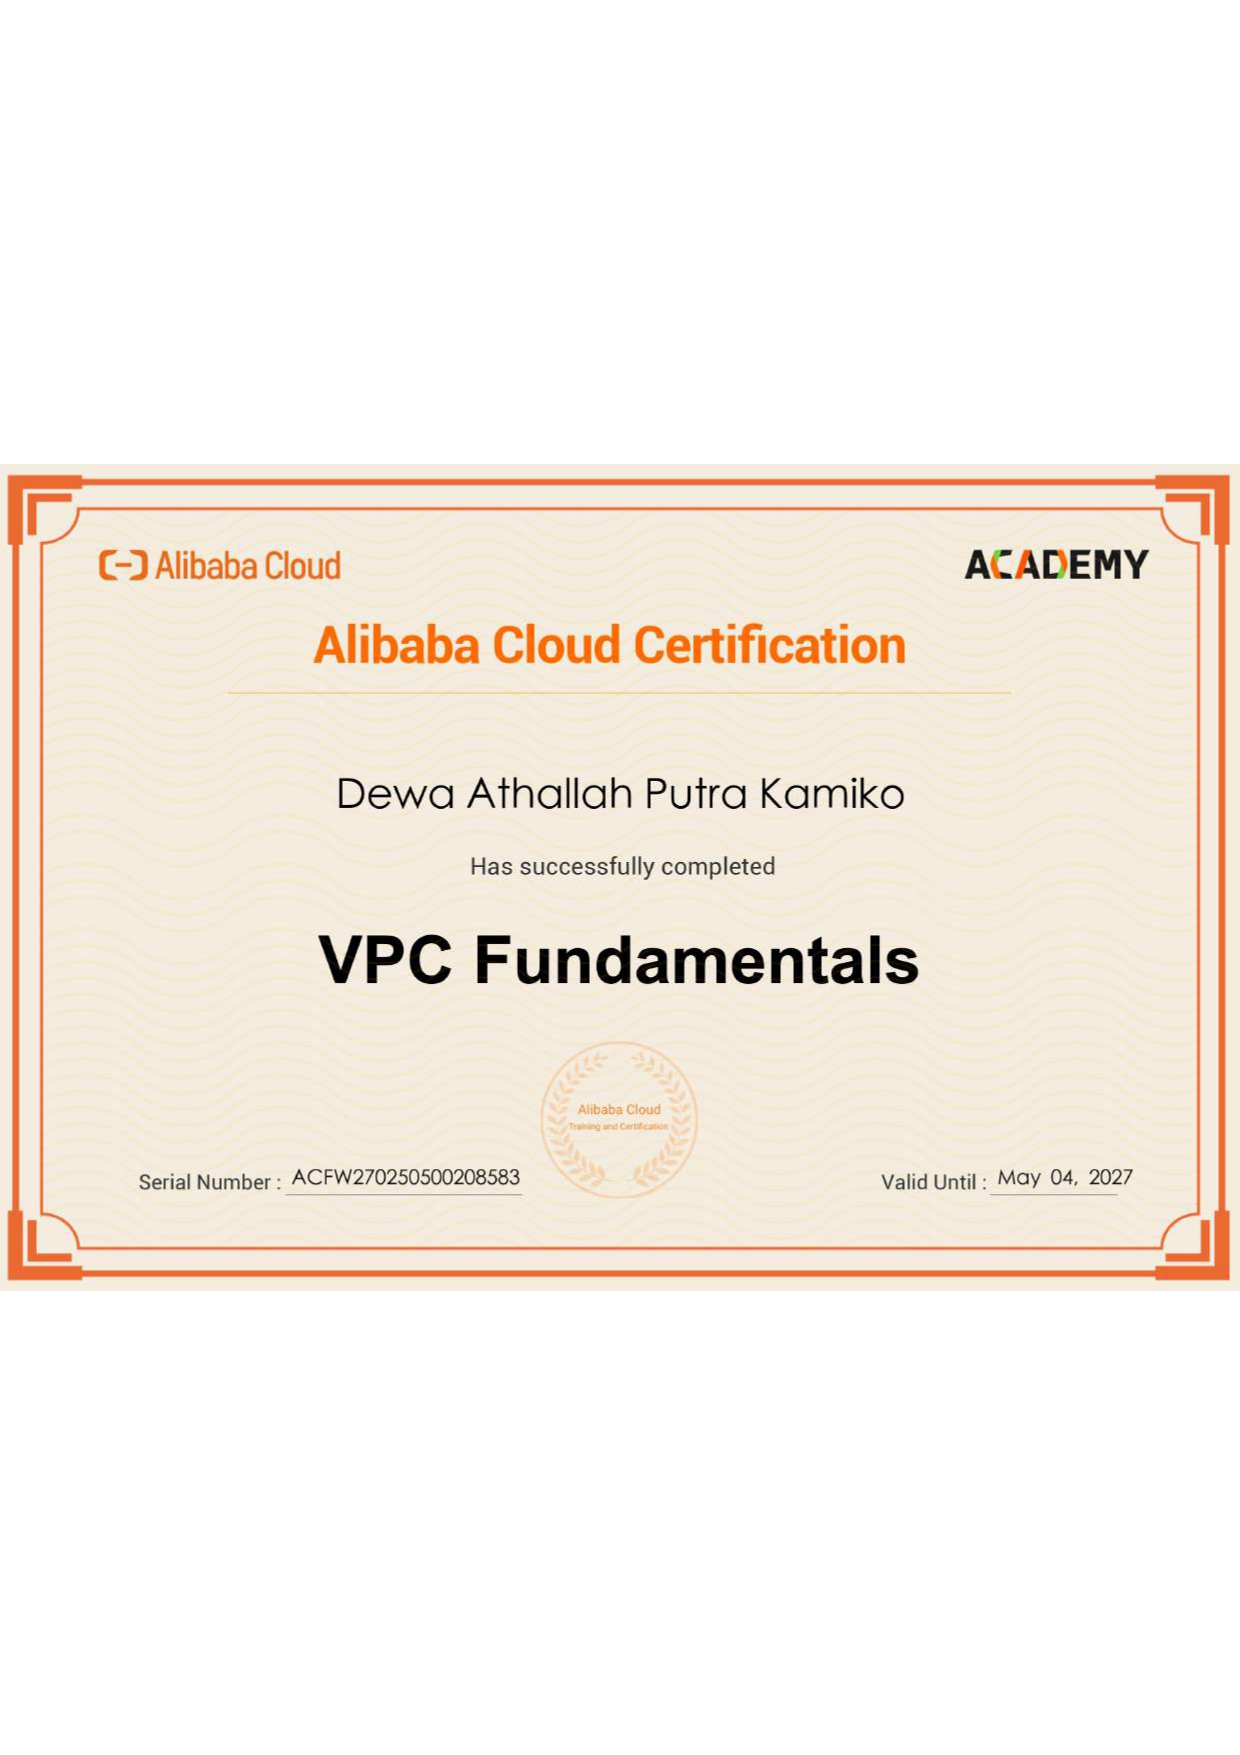 Alibaba Cloud
ACADEMY
Alibaba Cloud Certification
Dewa Athallah Putra Kamiko
Has successfully completed
VPC Fundamentals
Alibaba Cloud
Training and Certification
Serial Number : ACFW270250500208583
Valid Until : May 04, 2027